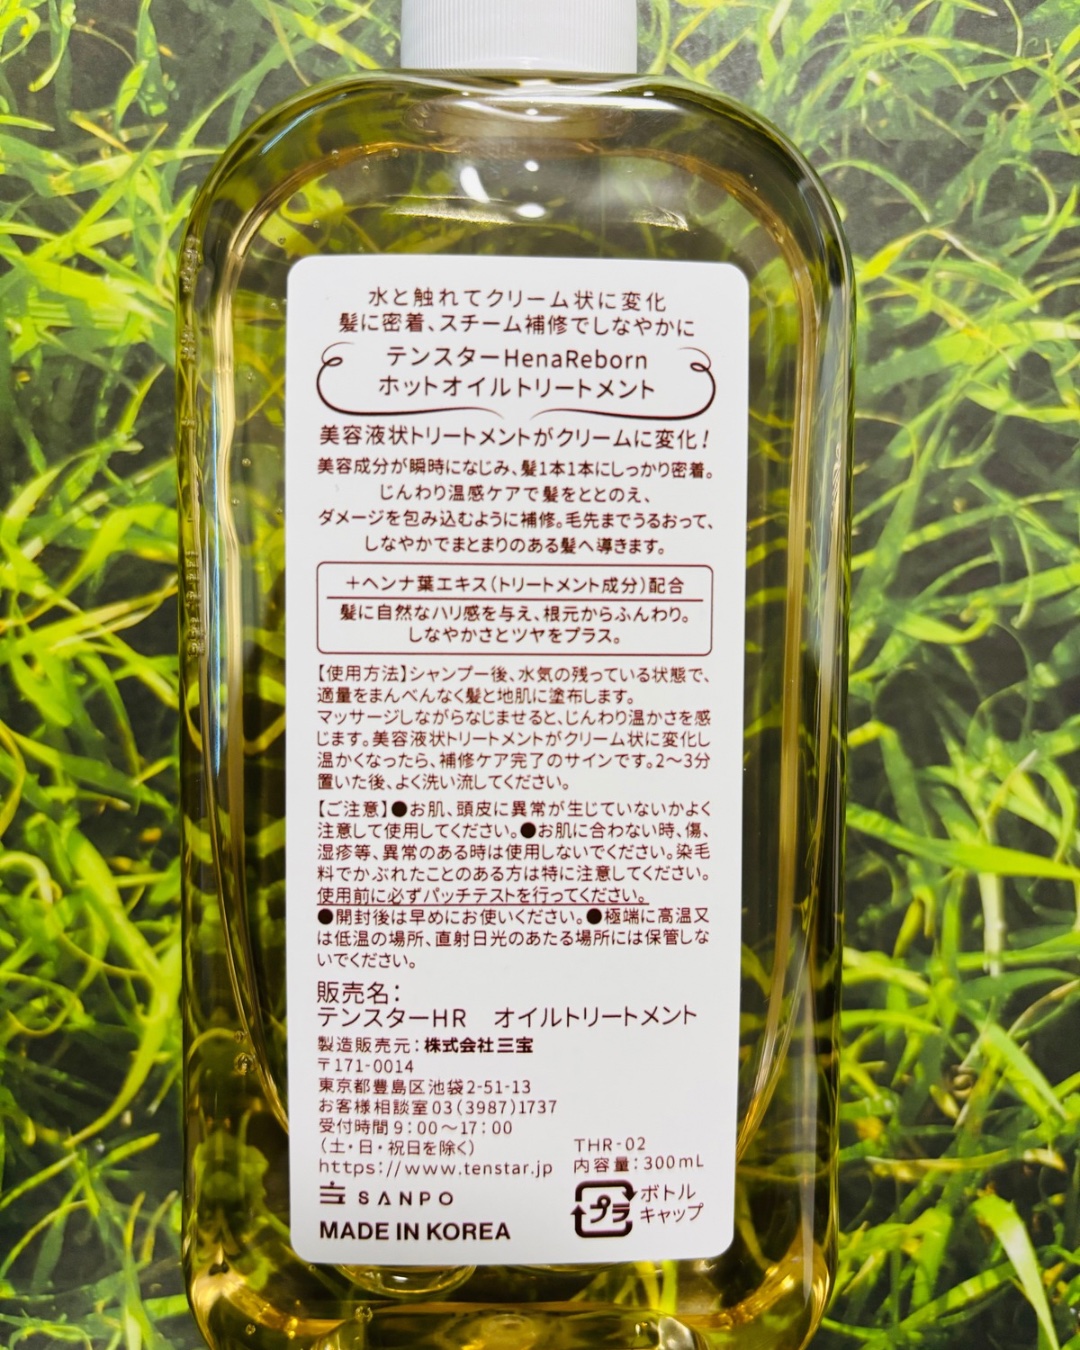 水と触れてクリーム状に変化
髪に密着、スチーム補修でしなやかに
テンスターHenaReborn
ホットオイルトリートメント
美容液状トリートメントがクリームに変化!
美容成分が瞬時になじみ、髪1本1本にしっかり密着。
じんわり温感ケアで髪をととのえ、
ダメージを包み込むように補修。毛先までうるおって、
しなやかでまとまりのある髪へ導きます。
＋ヘンナ葉エキス(トリートメント成分)配合
髪に自然なハリ感を与え、根元からふんわり。
しなやかさとツヤをプラス。
【使用方法】シャンプー後、水気の残っている状態で、
適量をまんべんなく髪と地肌に塗布します。
マッサージしながらなじませると、じんわり温かさを感
じます。美容液状トリートメントがクリーム状に変化し
温かくなったら、補修ケア完了のサインです。2〜3分
置いた後、よく洗い流してください。
【ご注意】●お肌、頭皮に異常が生じていないかよく
注意して使用してください。●お肌に合わない時、傷、
湿疹等、異常のある時は使用しないでください。染毛
料でかぶれたことのある方は特に注意してください。
使用前に必ずパッチテストを行ってください。
●開封後は早めにお使いください。●極端に高温又
は低温の場所、直射日光のあたる場所には保管しな
いでください。
販売名：
テンスターHR　オイルトリートメント
製造販売元：株式会社三宝
〒171-0014
東京都豊島区池袋2-51-13
お客様相談室03(3987)1737
受付時間 9：00〜17：00
(土・日・祝日を除く)
https://www.tenstar.jp
THR-02
内容量：300mL
SANPO
MADE IN KOREA
プラ
ボトル
キャップ